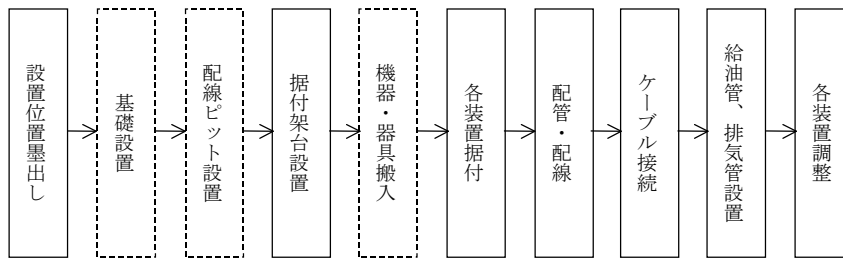 設置位置墨出し
基礎設置
配線ピット設置
据付架台設置
機器・器具搬入
各装置据付
配管・配線
ケーブル接続
給油管、排気管設置
各装置調整